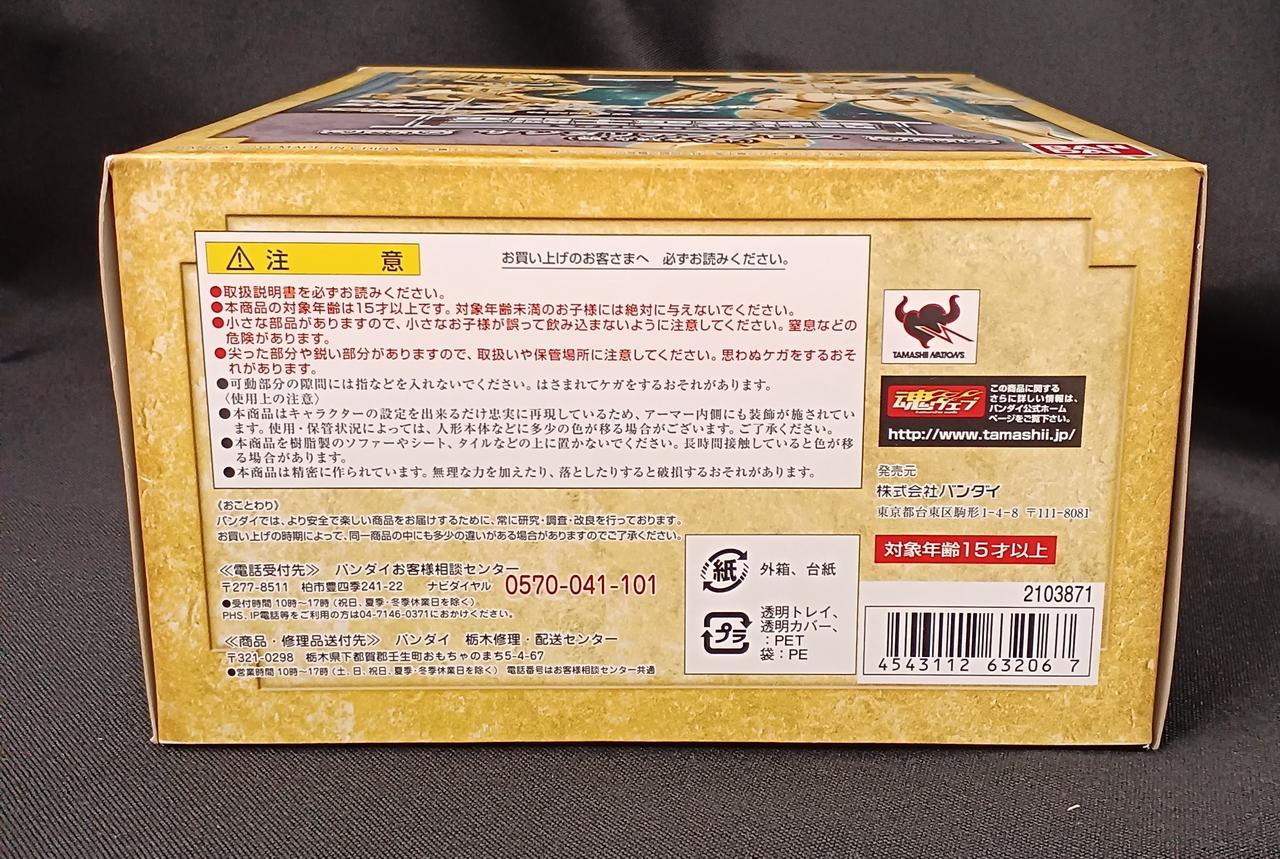 注 意
お買い上げのお客さまへ 必ずお読みください。
●取扱説明書を必ずお読みください。
●本商品の対象年齢は15才以上です。対象年齢未満のお子様には絶対に与えないでください。
●小さな部品がありますので、小さなお子様が誤って飲み込まないように注意してください。窒息などの
危険があります。
●尖った部分や鋭い部分がありますので、取扱いや保管場所に注意してください。思わぬケガをするおそ
れがあります。
●可動部分の隙間には指などを入れないでください。はさまれてケガをするおそれがあります。
〈使用上の注意〉
●本商品はキャラクターの設定を出来るだけ忠実に再現しているため、アーマー内側にも装飾が施されてい
ます。使用・保管状況によっては、人形本体などに多少の色が移る場合がございます。ご了承ください。
●本商品を樹脂製のソファーやシート、タイルなどの上に置かないでください。長時間接触していると色が移
る場合があります。
●本商品は精密に作られています。無理な力を加えたり、落としたりすると破損するおそれがあります。
《おことわり》
バンダイでは、より安全で楽しい商品をお届けするために、常に研究・調査・改良を行っております。
お買い上げの時期によって、同一商品の中にも多少の違いがある場合がありますのでご了承ください。
≪電話受付先≫ バンダイお客様相談センター
〒277-8511 柏市豊四季241-22 ナビダイヤル 0570-041-101
●受付時間 10時〜17時(祝日、夏季・冬季休業日を除く)
PHS、IP電話等をご利用の方は04-7146-0371におかけください。
≪商品・修理品送付先≫ バンダイ 栃木修理・配送センター
〒321-0298 栃木県下都賀郡壬生町おもちゃのまち5-4-67
●営業時間 10時〜17時(土、日、祝日、夏季・冬季休業日を除く) 電話番号はお客様相談センター共通
紙 外箱、台紙
プラ
透明トレイ、
透明カバー、
:PET
袋:PE
TAMASHII NATIONS
魂ウェブ
この商品に関する
さらに詳しい情報は、
バンダイ公式ホーム
ページをご覧下さい。
http://www.tamashii.jp/
発売元
株式会社バンダイ
東京都台東区駒形1-4-8 〒111-8081
対象年齢15才以上
2103871
4543112 632067